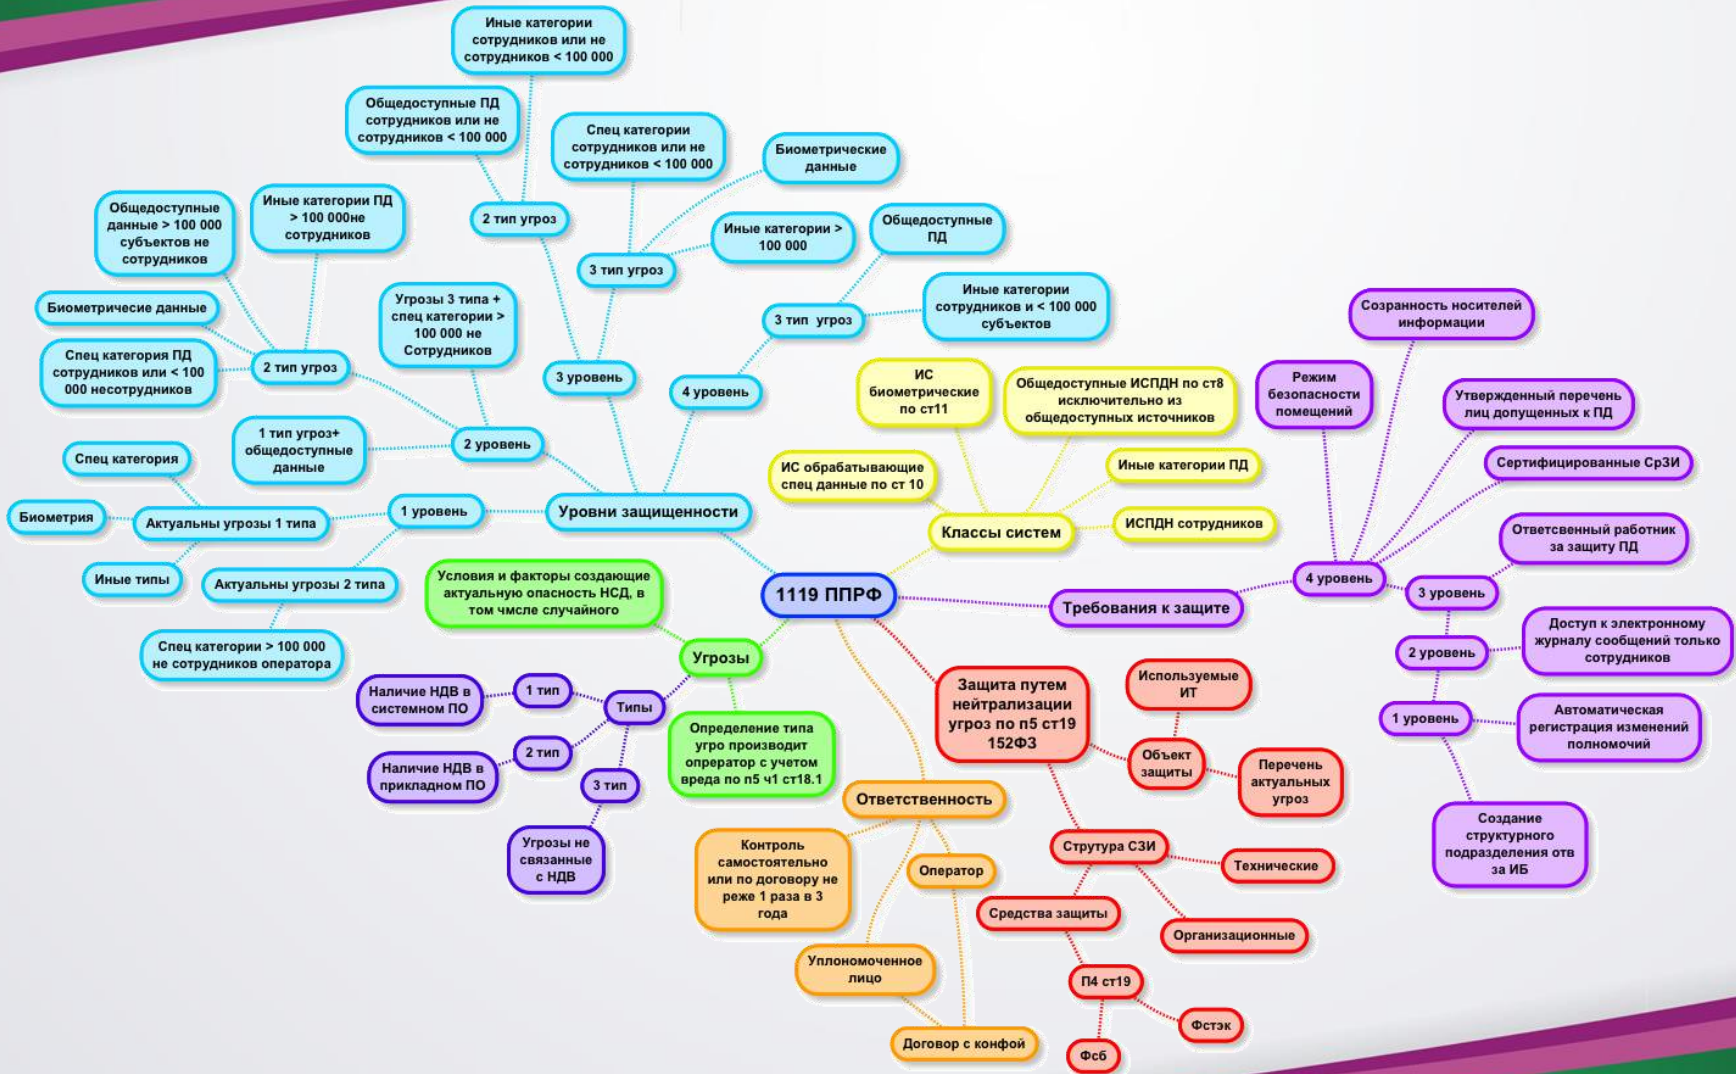 Иные категории
сотрудников или не
сотрудников < 100 000
Общедоступные ПД
сотрудников или не
сотрудников < 100 000
Спец категории
сотрудников или не
сотрудников < 100 000
Биометрические
данные
2 тип угроз
Иные категории >
100 000
Общедоступные
ПД
3 тип угроз
Общедоступные
данные > 100 000
субъектов не
сотрудников
Иные категории ПД
> 100 000не
сотрудников
Биометричесие данные
Спец категория ПД
сотрудников или < 100
000 несотрудников
2 тип угроз
Угрозы 3 типа +
спец категории >
100 000 не
Сотрудников
3 тип угроз
Иные категории
сотрудников и < 100 000
субъектов
3 уровень
4 уровень
1 тип угроз+
общедоступные
данные
2 уровень
Спец категория
Биометрия
Актуальны угрозы 1 типа
1 уровень
Уровни защищенности
Иные типы
Актуальны угрозы 2 типа
Спец категории > 100 000
не сотрудников оператора
ИС
биометрические
по ст11
Общедоступные ИСПДН по ст8
исключительно из
общедоступных источников
ИС обрабатывающие
спец данные по ст 10
Иные категории ПД
Классы систем
ИСПДН сотрудников
1119 ППРФ
Созранность носителей
информации
Режим
безопасности
помещений
Утвержденный перечень
лиц допущенных к ПД
Сертифицированные СрЗИ
Ответсвенный работник
за защиту ПД
4 уровень
3 уровень
Требования к защите
Доступ к электронному
журналу сообщений только
сотрудников
2 уровень
Автоматическая
регистрация изменений
полномочий
1 уровень
Создание
структурного
подразделения отв
за ИБ
Условия и факторы создающие
актуальную опасность НСД, в
том чмсле случайного
Угрозы
Наличие НДВ в
системном ПО
1 тип
Типы
2 тип
Наличие НДВ в
прикладном ПО
3 тип
Угрозы не
связанные
с НДВ
Определение типа
угро производит
опрератор с учетом
вреда по п5 ч1 ст18.1
Защита путем
нейтрализации
угроз по п5 ст19
152ФЗ
Используемые
ИТ
Объект
защиты
Перечень
актуальных
угроз
Ответственность
Контроль
самостоятельно
или по договору не
реже 1 раза в 3
года
Оператор
Уплономоченное
лицо
Договор с конфой
Струтура СЗИ
Технические
Средства защиты
Организационные
П4 ст19
Фстэк
Фсб